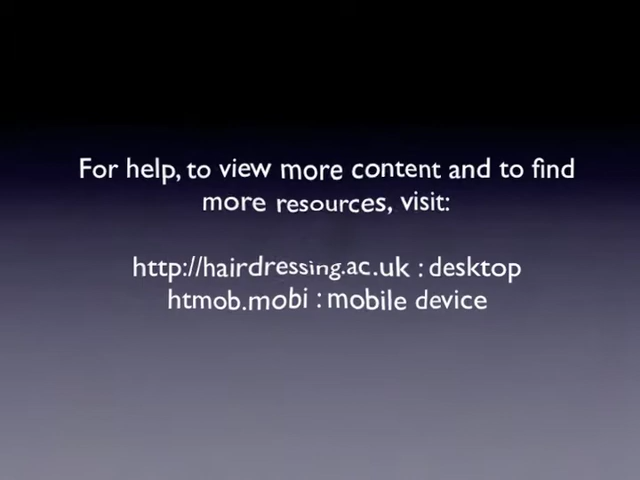 For help, to view more content and to find
more resources, visit:
http://hairdressing.ac.uk : desktop
htmob.mobi : mobile device